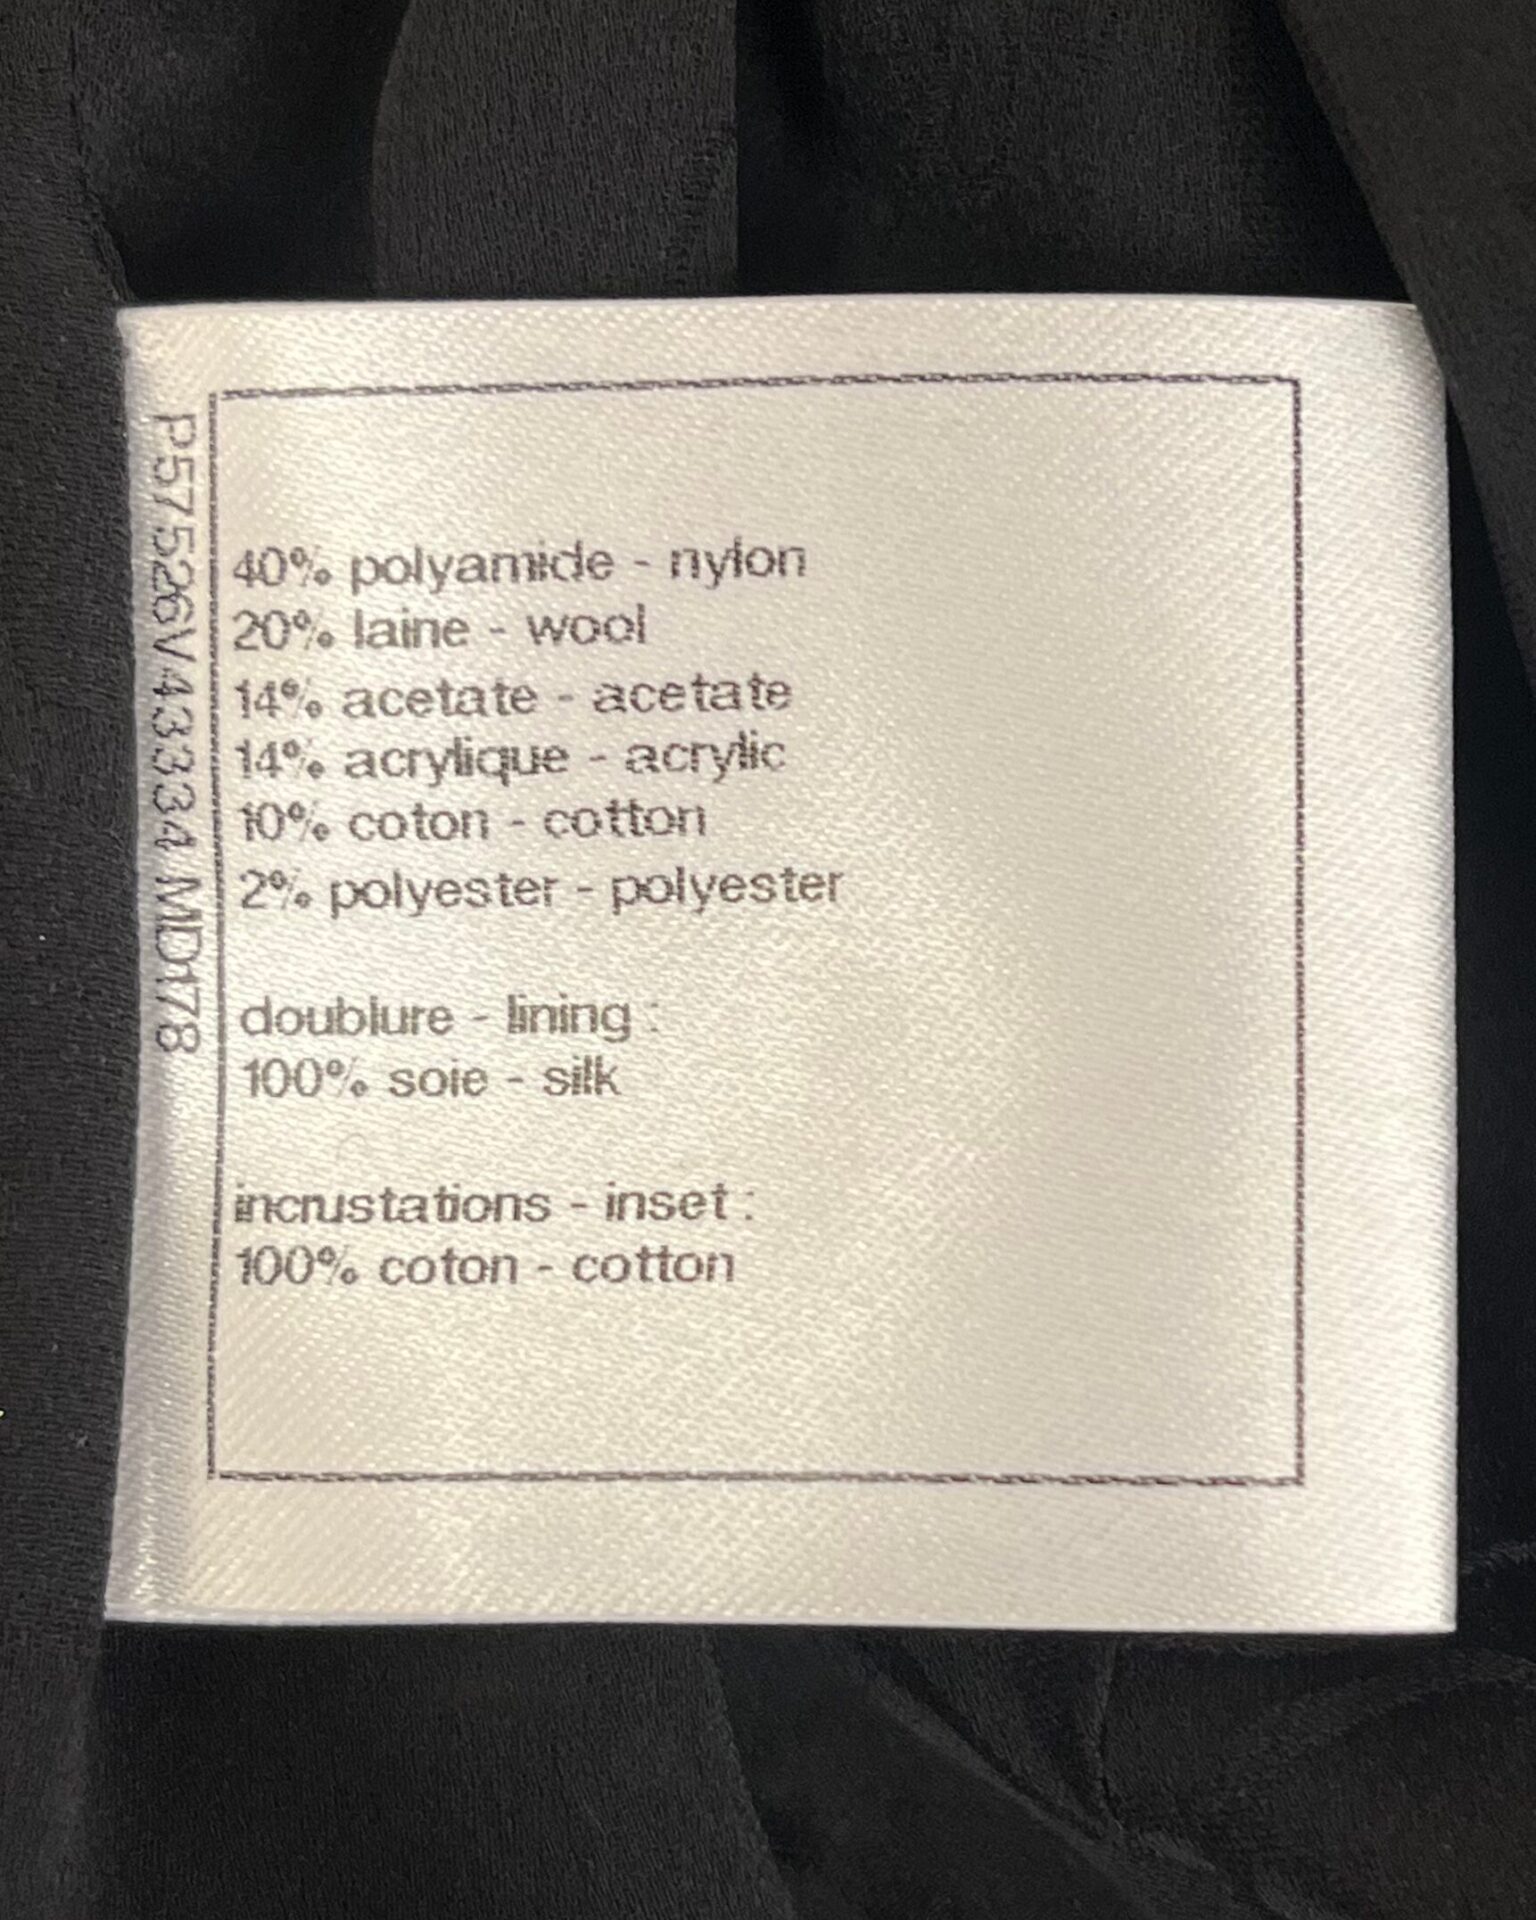 P57526V43334 MD178
40% polyamide - nylon
20% laine - wool
14% acetate - acetate
14% acrylique - acrylic
10% coton - cotton
2% polyester - polyester
doublure - lining :
100% soie - silk
incrustations - inset :
100% coton - cotton